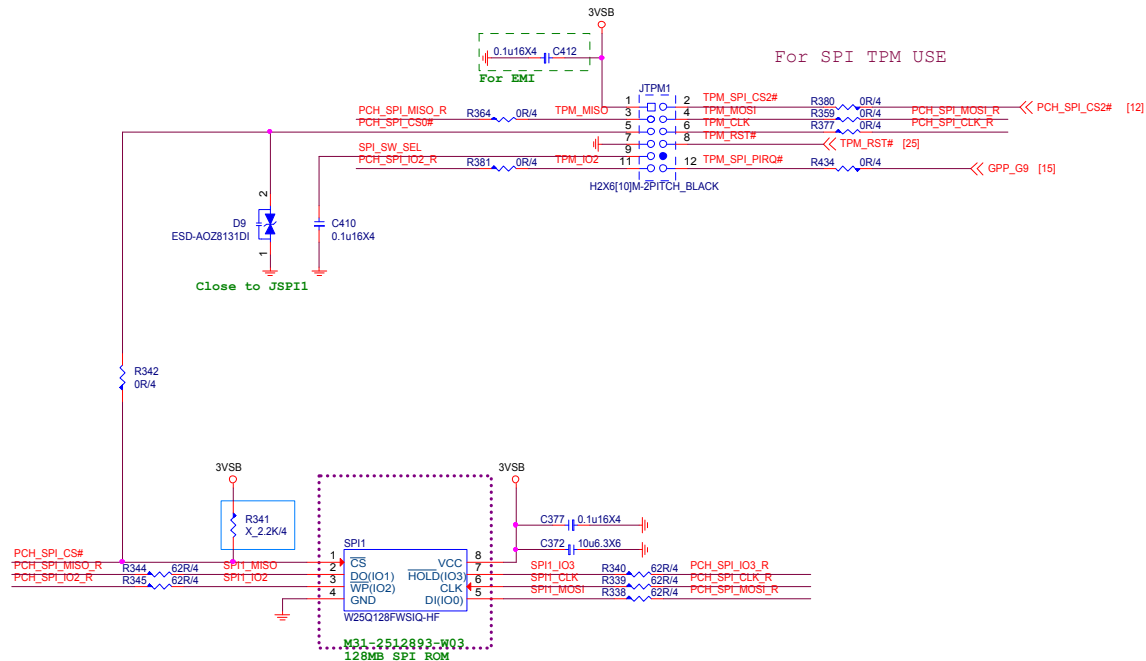 3VSB
0.1u16X4 C412
For EMI
For SPI TPM USE
JTPM1
PCH_SPI_MISO_R R364 0R/4 TPM_MISO 1 2 TPM_SPI_CS2# R380 0R/4 PCH_SPI_CS2# [12]
PCH_SPI_CS0# 3 4 TPM_MOSI R359 0R/4 PCH_SPI_MOSI_R
5 6 TPM_CLK R377 0R/4 PCH_SPI_CLK_R
SPI_SW_SEL 7 8 TPM_RST# TPM_RST# [25]
PCH_SPI_IO2_R R381 0R/4 TPM_IO2 9
11 12 TPM_SPI_PIRQ# R434 0R/4 GPP_G9 [15]
H2X6[10]M-2PITCH_BLACK
2
D9
ESD-AOZ8131DI
1
C410
0.1u16X4
Close to JSPI1
R342
0R/4
3VSB
3VSB
R341
X_2.2K/4
C377 0.1u16X4
C372 10u6.3X6
SPI1
PCH_SPI_CS# 1 CS VCC 8
PCH_SPI_MISO_R R344 62R/4 SPI1_MISO 2 DO(IO1) HOLD(IO3) 7 SPI1_IO3 R340 62R/4 PCH_SPI_IO3_R
PCH_SPI_IO2_R R345 62R/4 SPI1_IO2 3 WP(IO2) CLK 6 SPI1_CLK R339 62R/4 PCH_SPI_CLK_R
4 GND DI(IO0) 5 SPI1_MOSI R338 62R/4 PCH_SPI_MOSI_R
W25Q128FWSIQ-HF
M31-2512893-W03
128MB SPI ROM